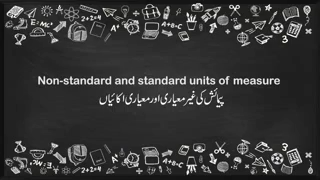 Non-standard and standard units of measure
پیمائش کی غیر معیاری اور معیاری اکائیاں